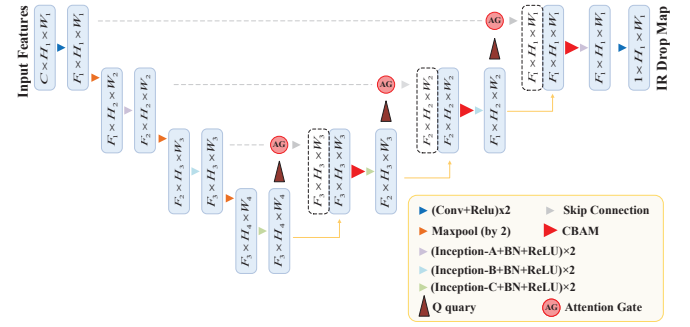 Input Features
C×H₁×W₁
F₁×H₁×W₁
F₁×H₂×W₂
F₂×H₂×W₂
F₂×H₃×W₃
F₃×H₃×W₃
F₃×H₄×W₄
F₃×H₄×W₄
AG
F₃×H₃×W₃
F₃×H₃×W₃
F₂×H₃×W₃
AG
F₂×H₂×W₂
F₂×H₂×W₂
F₁×H₂×W₂
AG
F₁×H₁×W₁
F₁×H₁×W₁
F₁×H₁×W₁
1×H₁×W₁
IR Drop Map
(Conv+Relu)x2
Skip Connection
Maxpool (by 2)
CBAM
(Inception-A+BN+ReLU)×2
(Inception-B+BN+ReLU)×2
(Inception-C+BN+ReLU)×2
Q quary
AG
Attention Gate